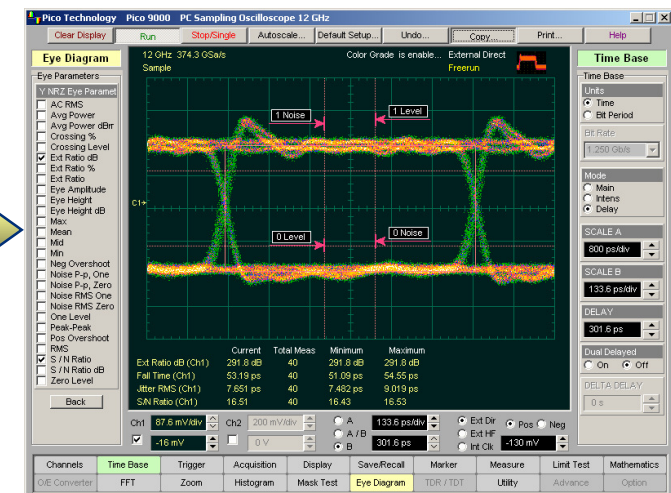 Pico Technology Pico 9000 PC Sampling Oscilloscope 12 GHz
Clear Display Run Stop/Single Autoscale... Default Setup... Undo... Copy... Print... Help
Eye Diagram
Eye Parameters
Y NRZ Eye Paramet
AC RMS
Avg Power
Avg Power dBm
Crossing %
Crossing Level
Ext Ratio dB
Ext Ratio %
Ext Ratio
Eye Amplitude
Eye Height
Eye Height dB
Max
Mean
Mid
Min
Neg Overshoot
Noise P-p, One
Noise P-p, Zero
Noise RMS One
Noise RMS Zero
One Level
Peak-Peak
Pos Overshoot
RMS
S / N Ratio
S / N Ratio dB
Zero Level
Back
12 GHz 374.3 GSa/s Color Grade is enable... External Direct
Sample Freerun
1 Noise 1 Level
C1
0 Level 0 Noise
Current Total Meas Minimum Maximum
Ext Ratio dB (Ch1) 291.8 dB 40 291.8 dB 291.8 dB
Fall Time (Ch1) 53.19 ps 40 51.09 ps 54.55 ps
Jitter RMS (Ch1) 7.651 ps 40 7.482 ps 9.019 ps
S/N Ratio (Ch1) 16.51 40 16.43 16.53
Time Base
Time Base
Units
Time
Bit Period
Bit Rate
1.250 Gb/s
Mode
Main
Intens
Delay
SCALE A
800 ps/div
SCALE B
133.6 ps/div
DELAY
301.6 ps
Dual Delayed
On Off
DELTA DELAY
0 s
Ch1 87.6 mV/div Ch2 200 mV/div A 133.6 ps/div Ext Dir Pos Neg
A / B Ext HF
-16 mV 0 V B 301.6 ps Int Clk -130 mV
Channels Time Base Trigger Acquisition Display Save/Recall Marker Measure Limit Test Mathematics
O/E Converter FFT Zoom Histogram Mask Test Eye Diagram TDR / TDT Utility Advance Option